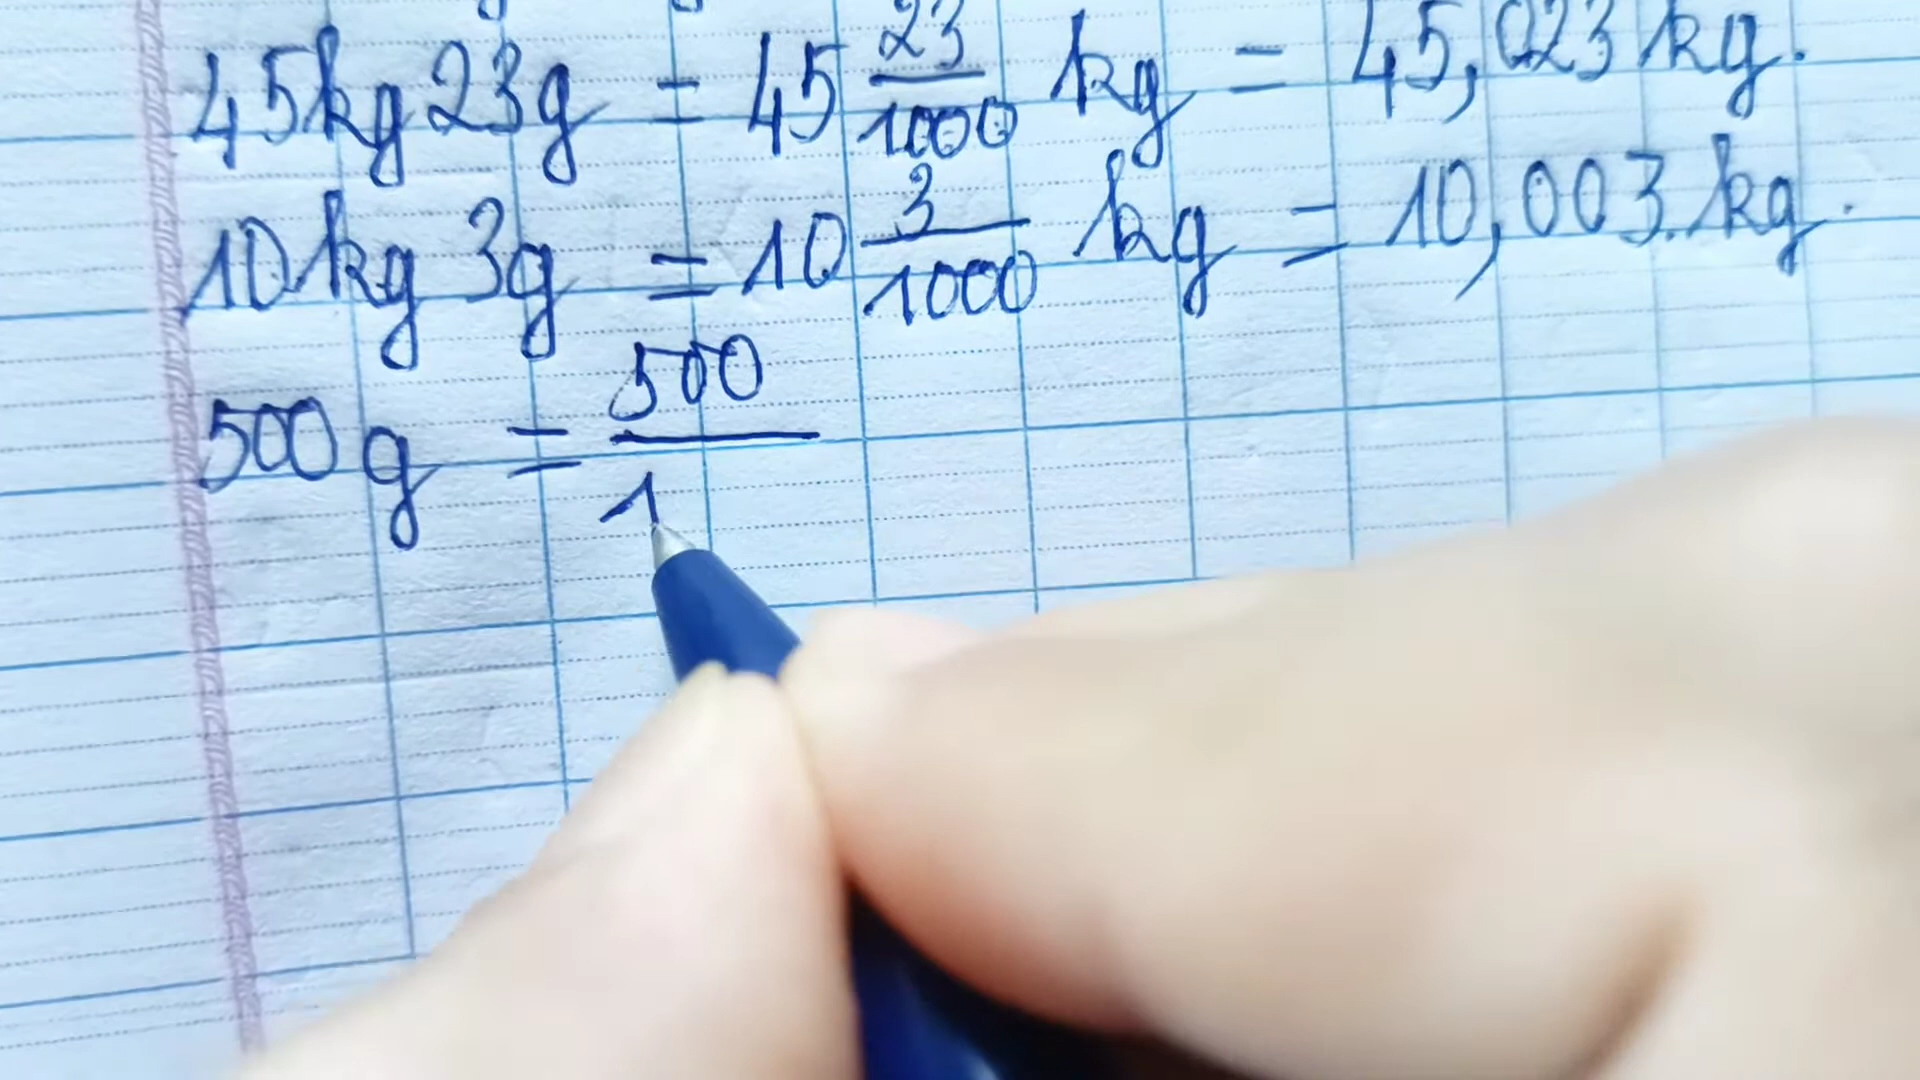 45kg 23g = 45 23/1000 kg = 45,023 kg.
10kg 3g = 10 3/1000 kg = 10,003 kg.
500 g = 500/1